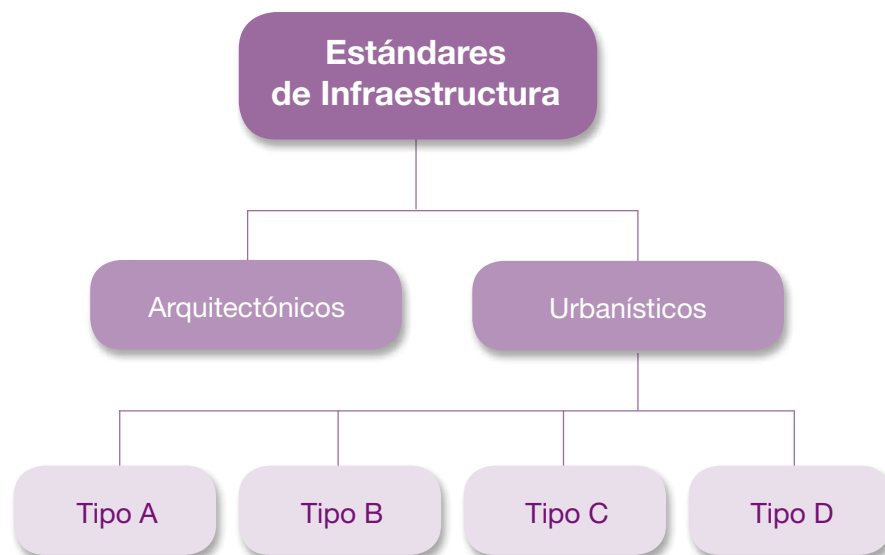 Estándares
de Infraestructura
Arquitectónicos
Urbanísticos
Tipo A
Tipo B
Tipo C
Tipo D